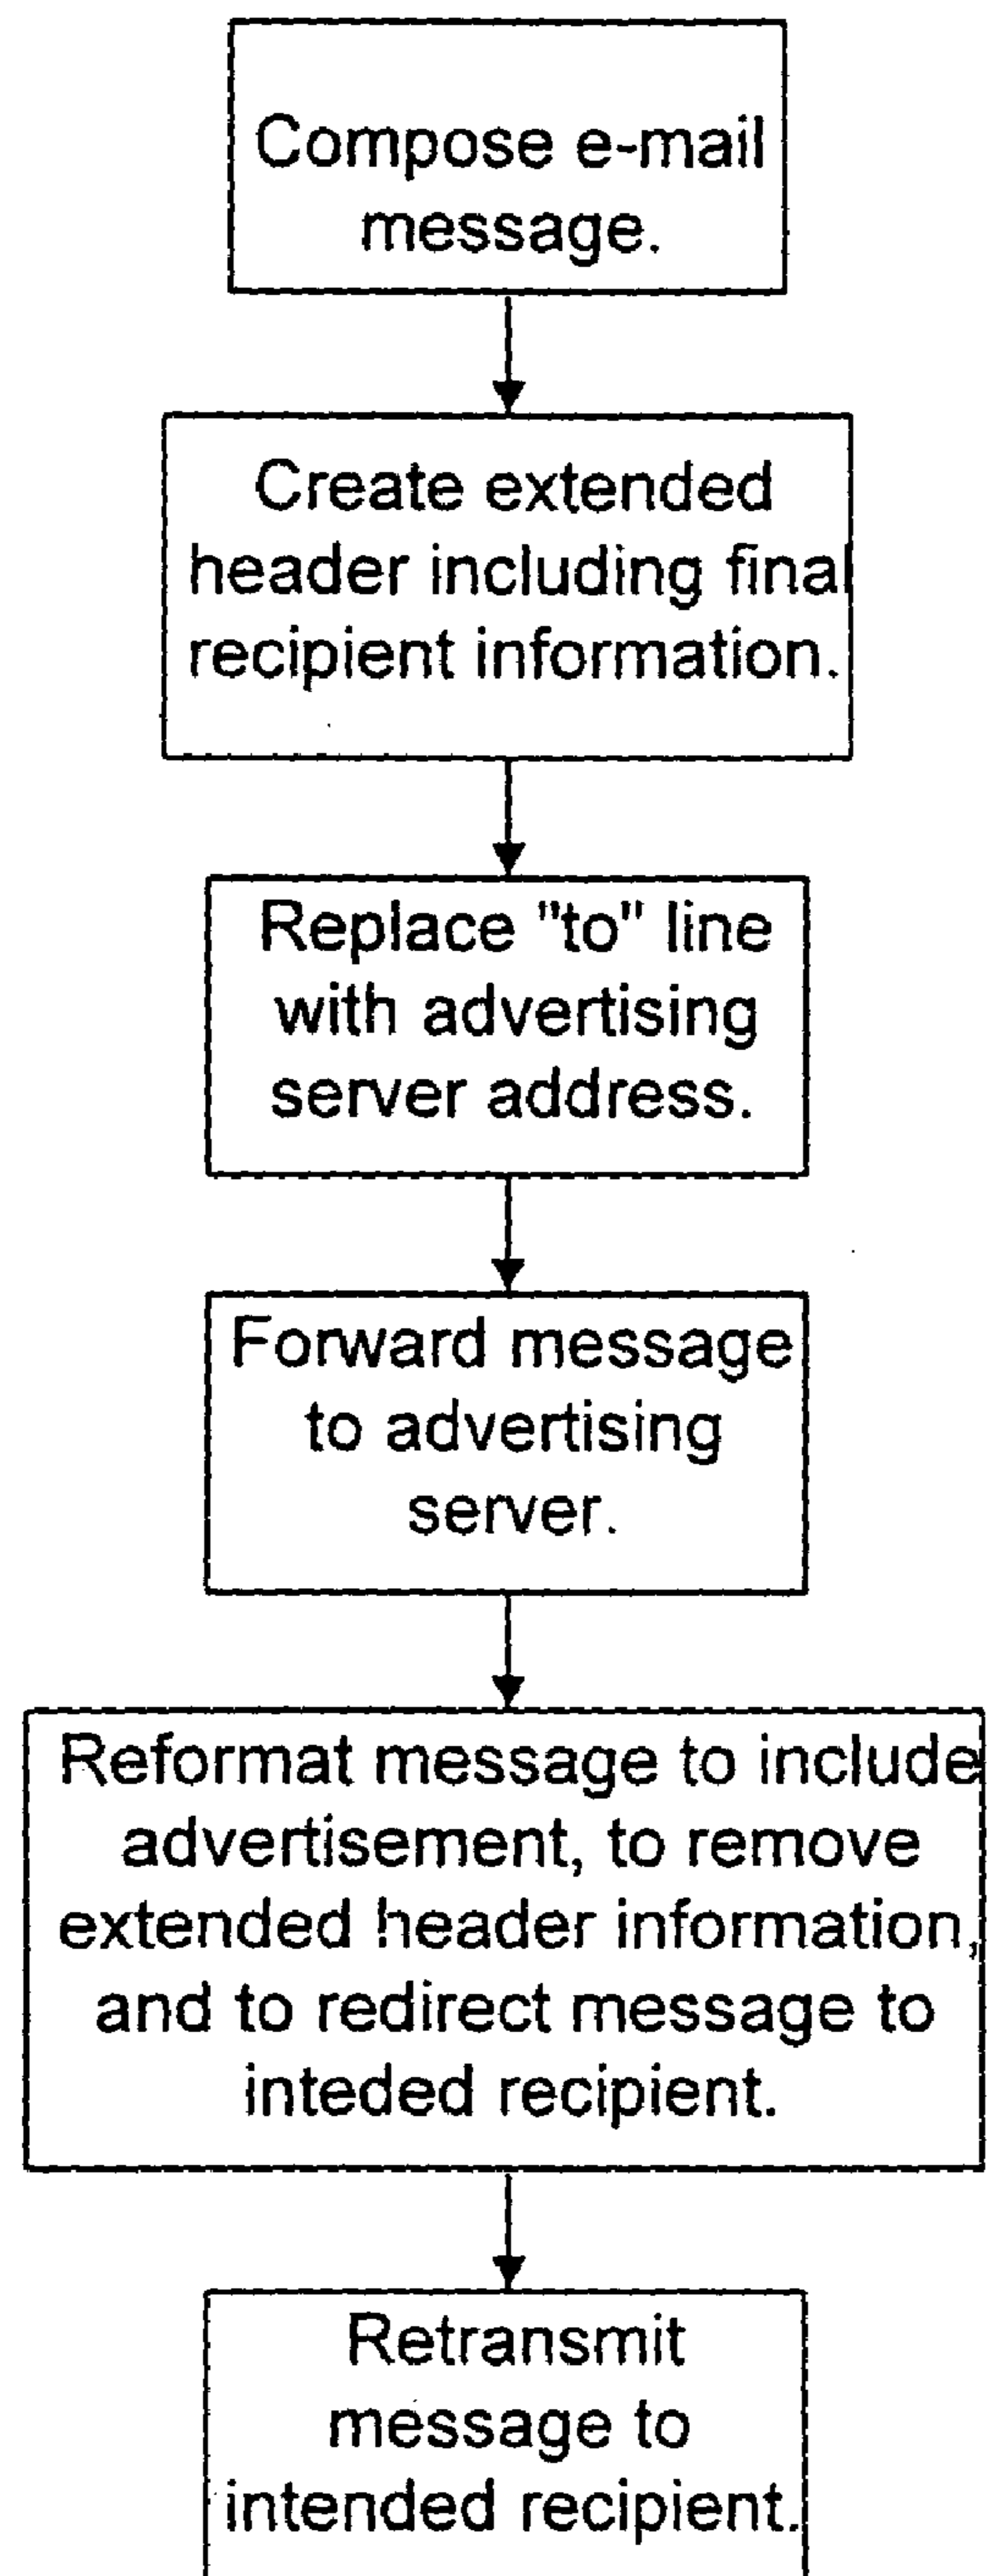 Compose e-mail
message.
Create extended
header including final
recipient information.
Replace "to" line
with advertising
server address.
Forward message
to advertising
server.
Reformat message to include
advertisement, to remove
extended header information,
and to redirect message to
inteded recipient.
Retransmit
message to
intended recipient.